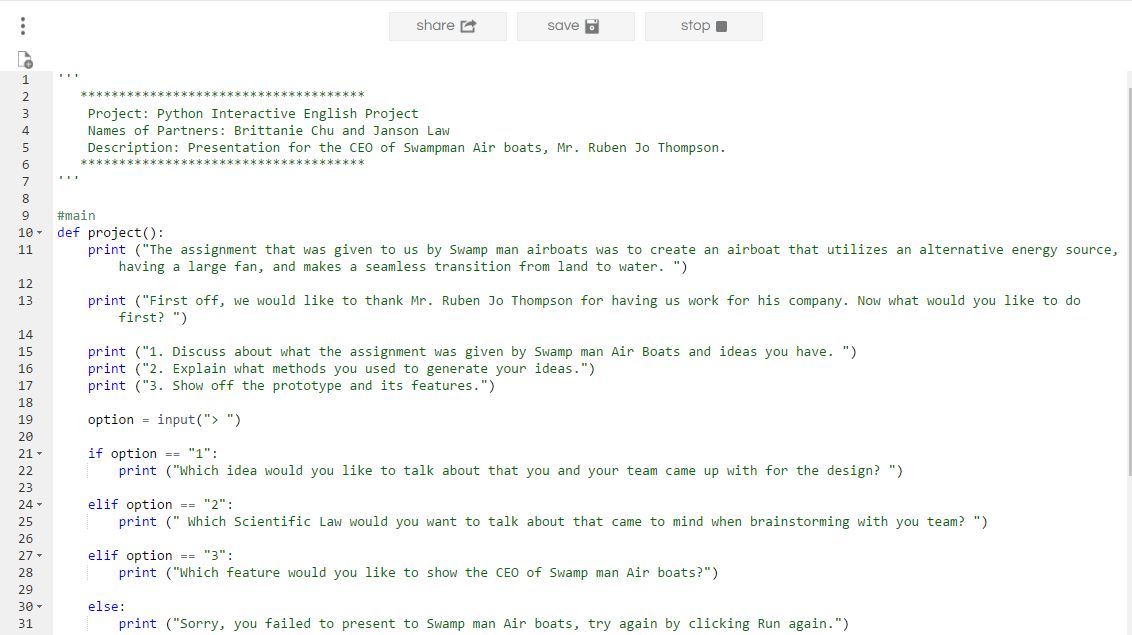 share
save
stop
1 '''
2 *************************************
3 Project: Python Interactive English Project
4 Names of Partners: Brittanie Chu and Janson Law
5 Description: Presentation for the CEO of Swampman Air boats, Mr. Ruben Jo Thompson.
6 *************************************
7 '''
8
9 #main
10 def project():
11 print ("The assignment that was given to us by Swamp man airboats was to create an airboat that utilizes an alternative energy source,
having a large fan, and makes a seamless transition from land to water. ")
12
13 print ("First off, we would like to thank Mr. Ruben Jo Thompson for having us work for his company. Now what would you like to do
first? ")
14
15 print ("1. Discuss about what the assignment was given by Swamp man Air Boats and ideas you have. ")
16 print ("2. Explain what methods you used to generate your ideas.")
17 print ("3. Show off the prototype and its features.")
18
19 option = input("> ")
20
21 if option == "1":
22 print ("Which idea would you like to talk about that you and your team came up with for the design? ")
23
24 elif option == "2":
25 print (" Which Scientific Law would you want to talk about that came to mind when brainstorming with you team? ")
26
27 elif option == "3":
28 print ("Which feature would you like to show the CEO of Swamp man Air boats?")
29
30 else:
31 print ("Sorry, you failed to present to Swamp man Air boats, try again by clicking Run again.")